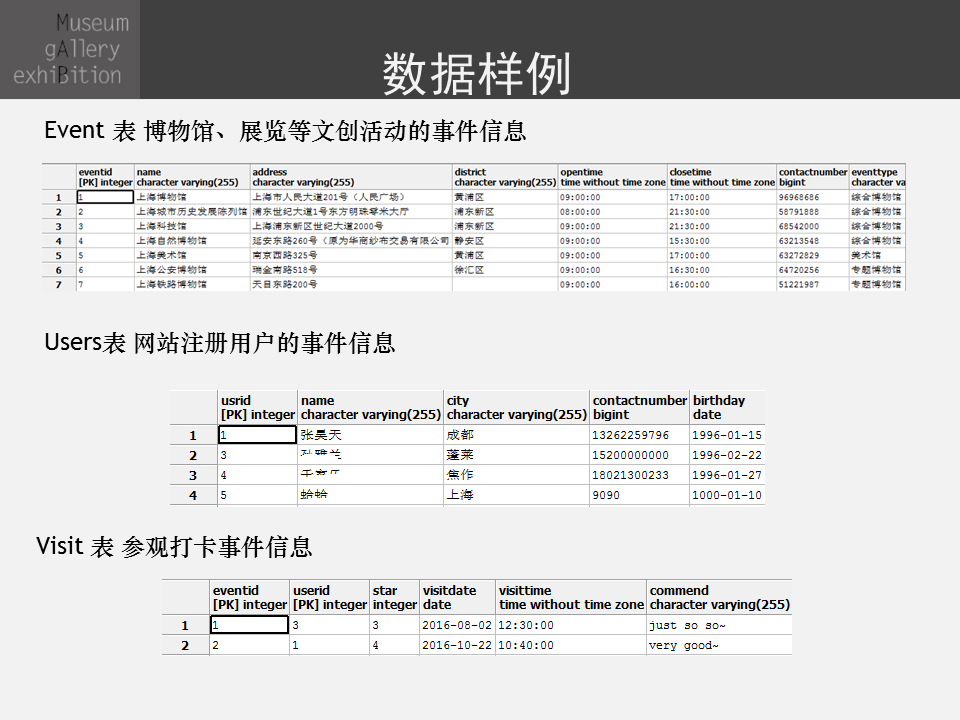 Museum
gAllery
exhiBition
数据样例
Event 表 博物馆、展览等文创活动的事件信息
eventid name address district opentime closetime contactnumber eventtype
[PK] integer character varying(255) character varying(255) character varying(255) time without time zone time without time zone bigint character va
1 1 上海博物馆 上海市人民大道201号（人民广场） 黄浦区 09:00:00 17:00:00 96968686 综合博物馆
2 2 上海城市历史发展陈列馆 浦东世纪大道1号东方明珠零米大厅 浦东新区 08:00:00 21:30:00 58791888 综合博物馆
3 3 上海科技馆 上海浦东新区世纪大道2000号 浦东新区 09:00:00 21:30:00 68542000 综合博物馆
4 4 上海自然博物馆 延安东路260号（原为华商纱布交易有限公司 静安区 09:00:00 15:30:00 63213548 综合博物馆
5 5 上海美术馆 南京西路325号 黄浦区 09:00:00 17:00:00 63272829 美术馆
6 6 上海公安博物馆 瑞金南路518号 徐汇区 09:00:00 16:30:00 64720256 专题博物馆
7 7 上海铁路博物馆 天目东路200号 09:00:00 16:00:00 51221987 专题博物馆
Users表 网站注册用户的事件信息
usrid name city contactnumber birthday
[PK] integer character varying(255) character varying(255) bigint date
1 1 张昊天 成都 13262259796 1996-01-15
2 3 蓬莱 15200000000 1996-02-22
3 4 焦作 18021300233 1996-01-27
4 5 蛤蛤 上海 9090 1000-01-10
Visit 表 参观打卡事件信息
eventid userid star visitdate visittime commend
[PK] integer [PK] integer integer date time without time zone character varying(255)
1 1 3 3 2016-08-02 12:30:00 just so so~
2 2 1 4 2016-10-22 10:40:00 very good~